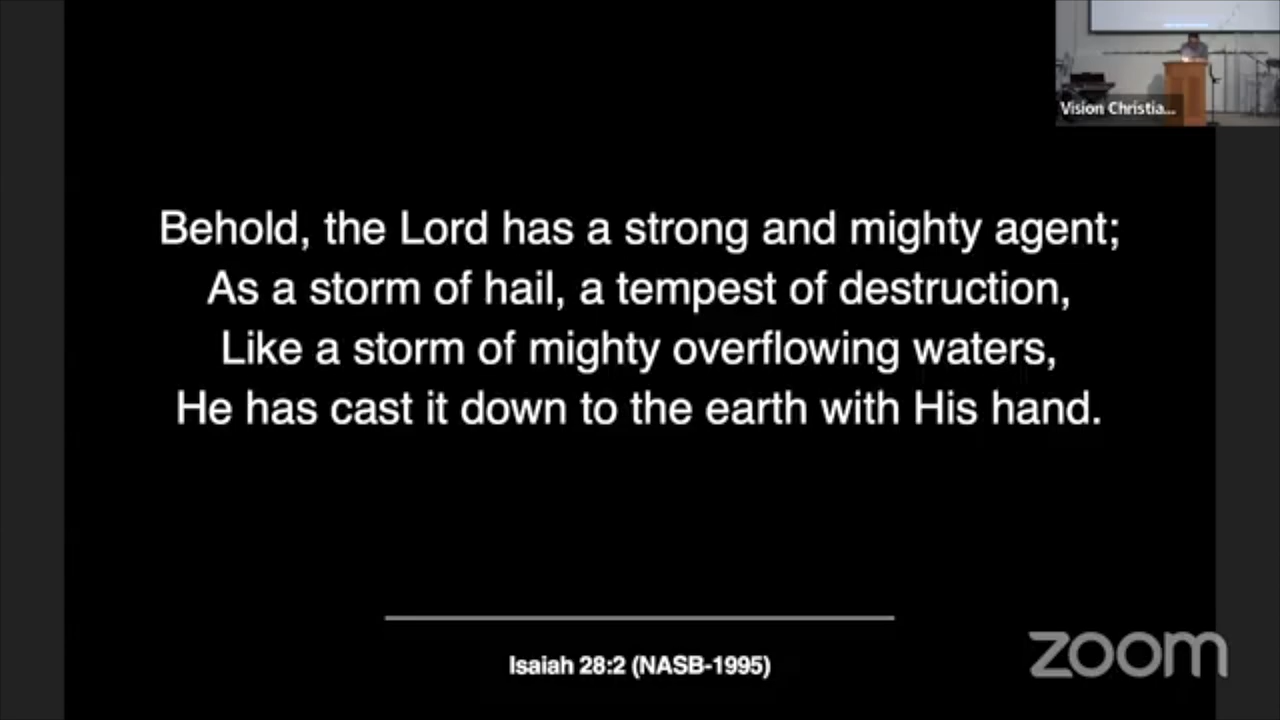 Vision Christia...
Behold, the Lord has a strong and mighty agent;
As a storm of hail, a tempest of destruction,
Like a storm of mighty overflowing waters,
He has cast it down to the earth with His hand.
Isaiah 28:2 (NASB-1995)
zoom